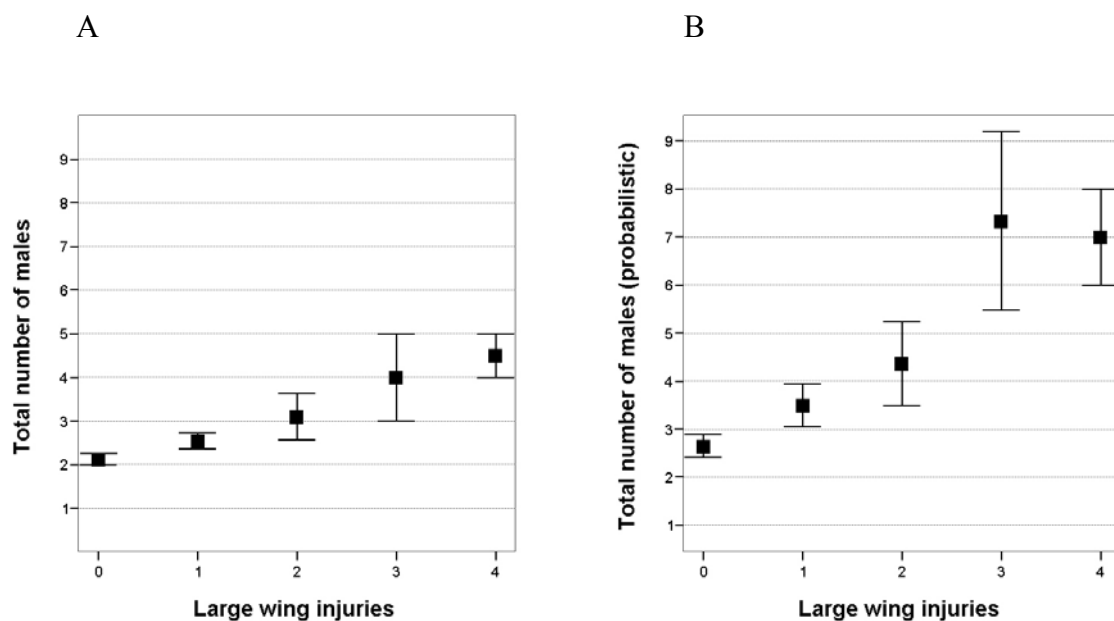 A
B
Total number of males
9
8
7
6
5
4
3
2
1
0 1 2 3 4
Large wing injuries
Total number of males (probabilistic)
9
8
7
6
5
4
3
2
1
0 1 2 3 4
Large wing injuries